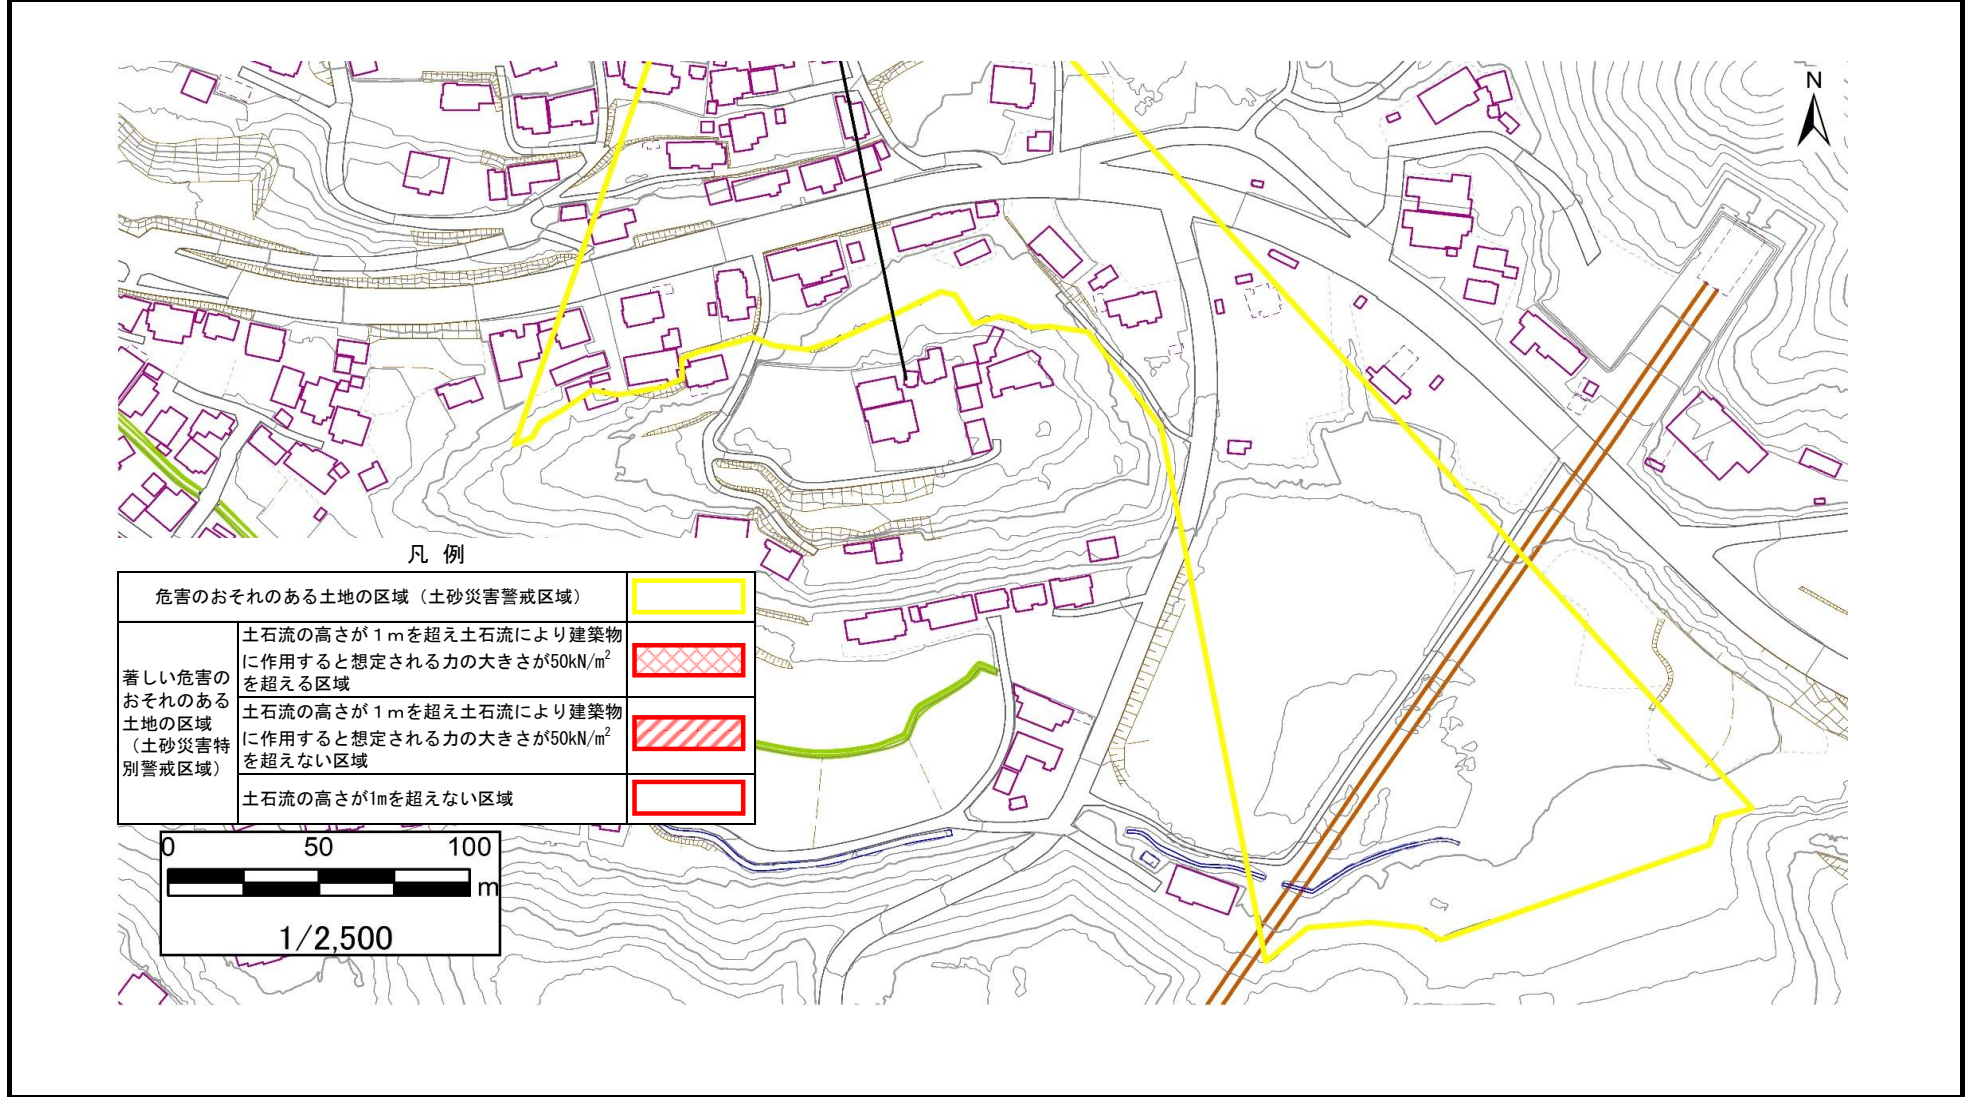 N
凡 例
危害のおそれのある土地の区域（土砂災害警戒区域）
著しい危害の
おそれのある
土地の区域
（土砂災害特
別警戒区域）
土石流の高さが１ｍを超え土石流により建築物
に作用すると想定される力の大きさが50kN/m²
を超える区域
土石流の高さが１ｍを超え土石流により建築物
に作用すると想定される力の大きさが50kN/m²
を超えない区域
土石流の高さが1mを超えない区域
0 50 100
m
1/2,500